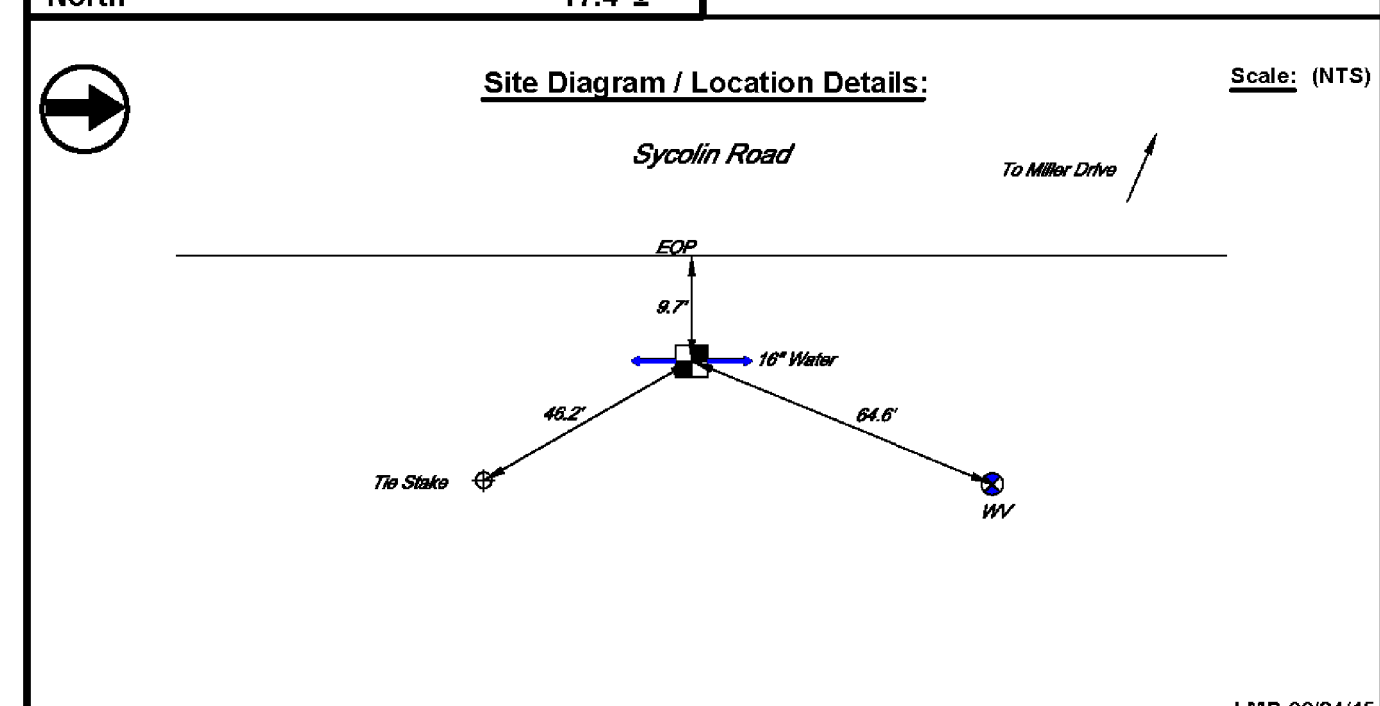 Site Diagram / Location Details:
Scale: (NTS)
Sycolin Road
To Miller Drive
EOP
9.7'
16" Water
46.2'
64.6'
Tie Stake
WV